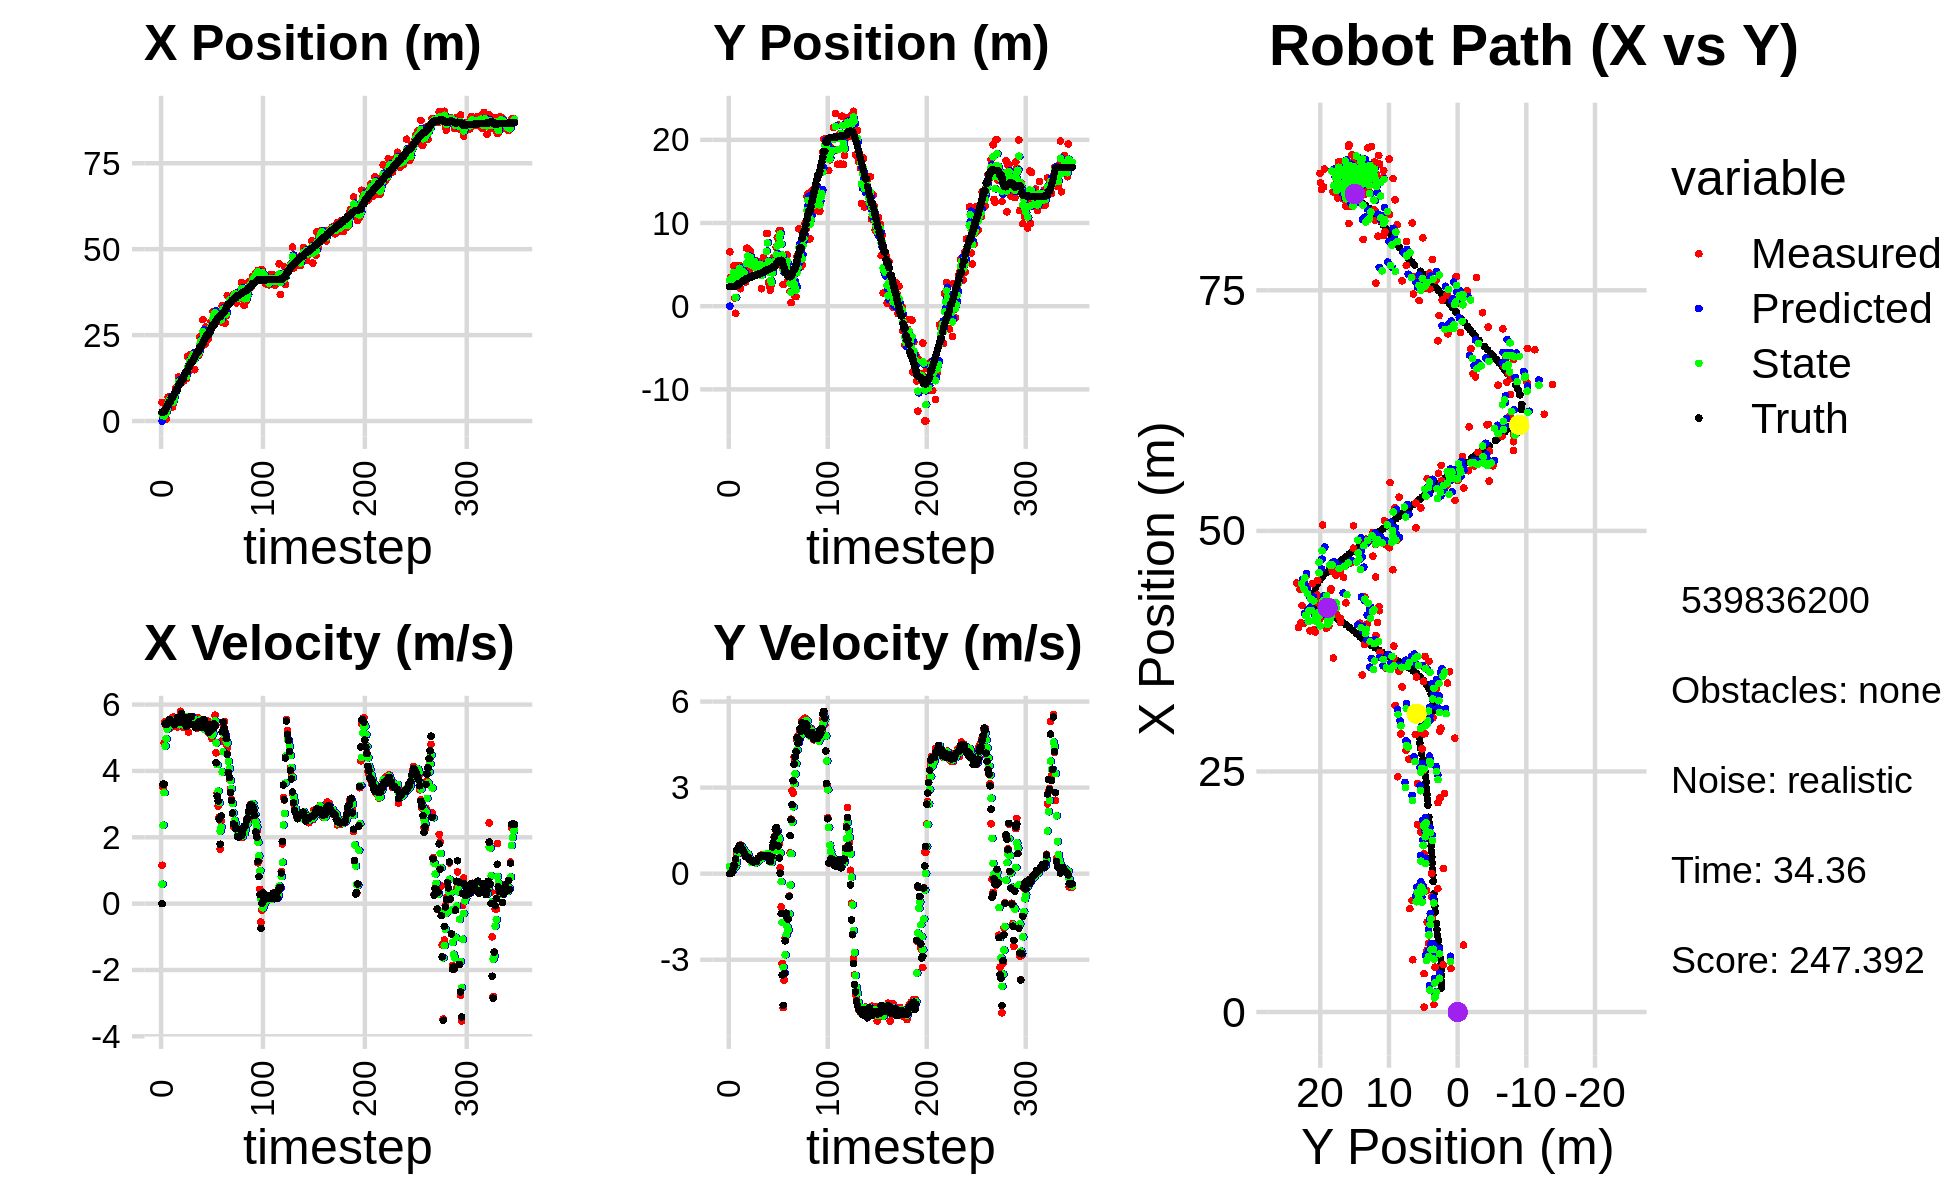 X Position (m)
75
50
25
0
0
100
200
300
timestep
Y Position (m)
20
10
0
-10
0
100
200
300
timestep
X Velocity (m/s)
6
4
2
0
-2
-4
0
100
200
300
timestep
Y Velocity (m/s)
6
3
0
-3
0
100
200
300
timestep
Robot Path (X vs Y)
X Position (m)
75
50
25
0
20 10 0 -10 -20
Y Position (m)
variable
Measured
Predicted
State
Truth
539836200
Obstacles: none
Noise: realistic
Time: 34.36
Score: 247.392